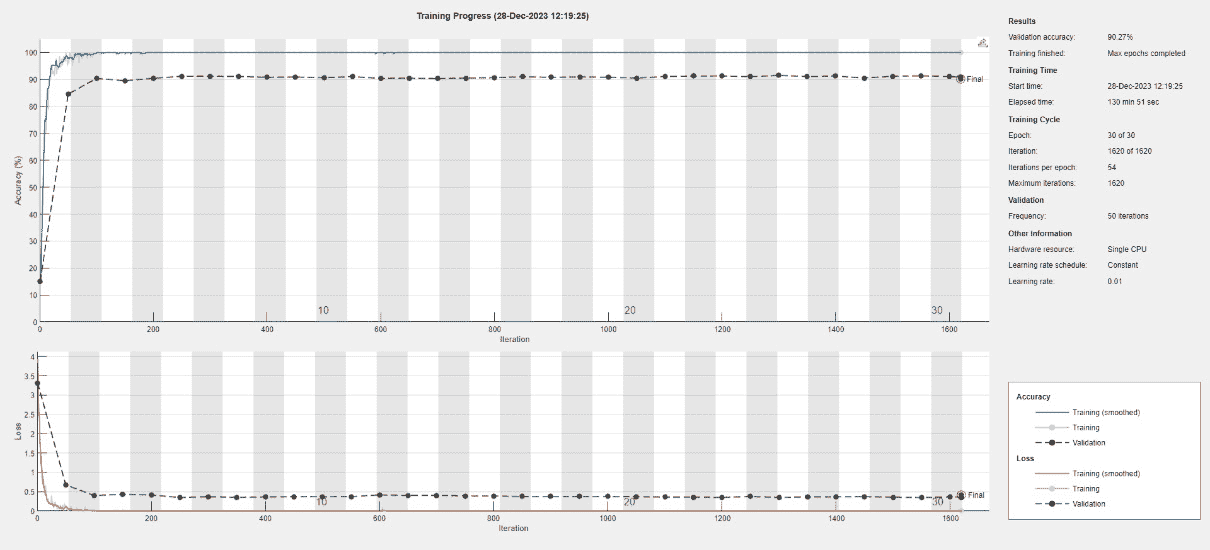 Training Progress (28-Dec-2023 12:19:25)
Accuracy (%)
100
90
80
70
60
50
40
30
20
10
0
Final
10
20
30
0
200
400
600
800
1000
1200
1400
1600
Iteration
Loss
4
3.5
3
2.5
2
1.5
1
0.5
0
Final
10
20
30
0
200
400
600
800
1000
1200
1400
1600
Iteration
Results
Validation accuracy: 90.27%
Training finished: Max epochs completed
Training Time
Start time: 28-Dec-2023 12:19:25
Elapsed time: 130 min 51 sec
Training Cycle
Epoch: 30 of 30
Iteration: 1620 of 1620
Iterations per epoch: 54
Maximum iterations: 1620
Validation
Frequency: 50 iterations
Other Information
Hardware resource: Single CPU
Learning rate schedule: Constant
Learning rate: 0.01
Accuracy
Training (smoothed)
Training
Validation
Loss
Training (smoothed)
Training
Validation